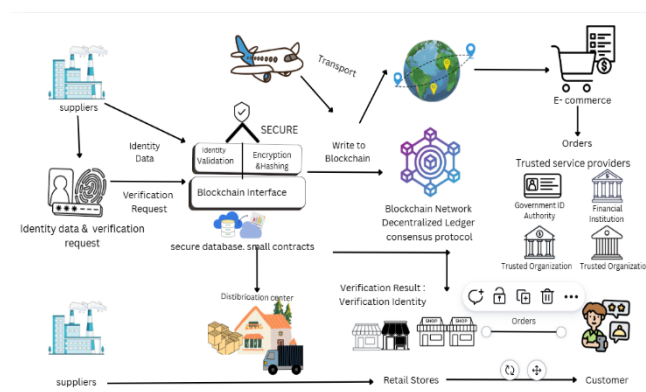 Transport
suppliers
E- commerce
SECURE
Identity
Data
Identity
Validation
Encryption
&Hashing
Write to
Blockchain
Orders
Trusted service providers
Verification
Request
Blockchain Interface
Government ID
Authority
Financial
Institution
Blockchain Network
Decentralized Ledger
consensus protocol
Identity data & verification
request
secure database. small contracts
Trusted Organization
Trusted Organizatio
Verification Result :
Verification Identity
Distibrication center
SHOP
SHOP
Orders
suppliers
Retail Stores
Customer